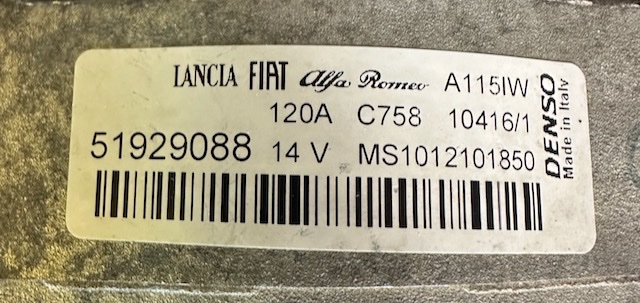 LANCIA FIAT Alfa Romeo A115IW
120A C758 10416/1
51929088 14 V MS1012101850
DENSO
Made in Italy